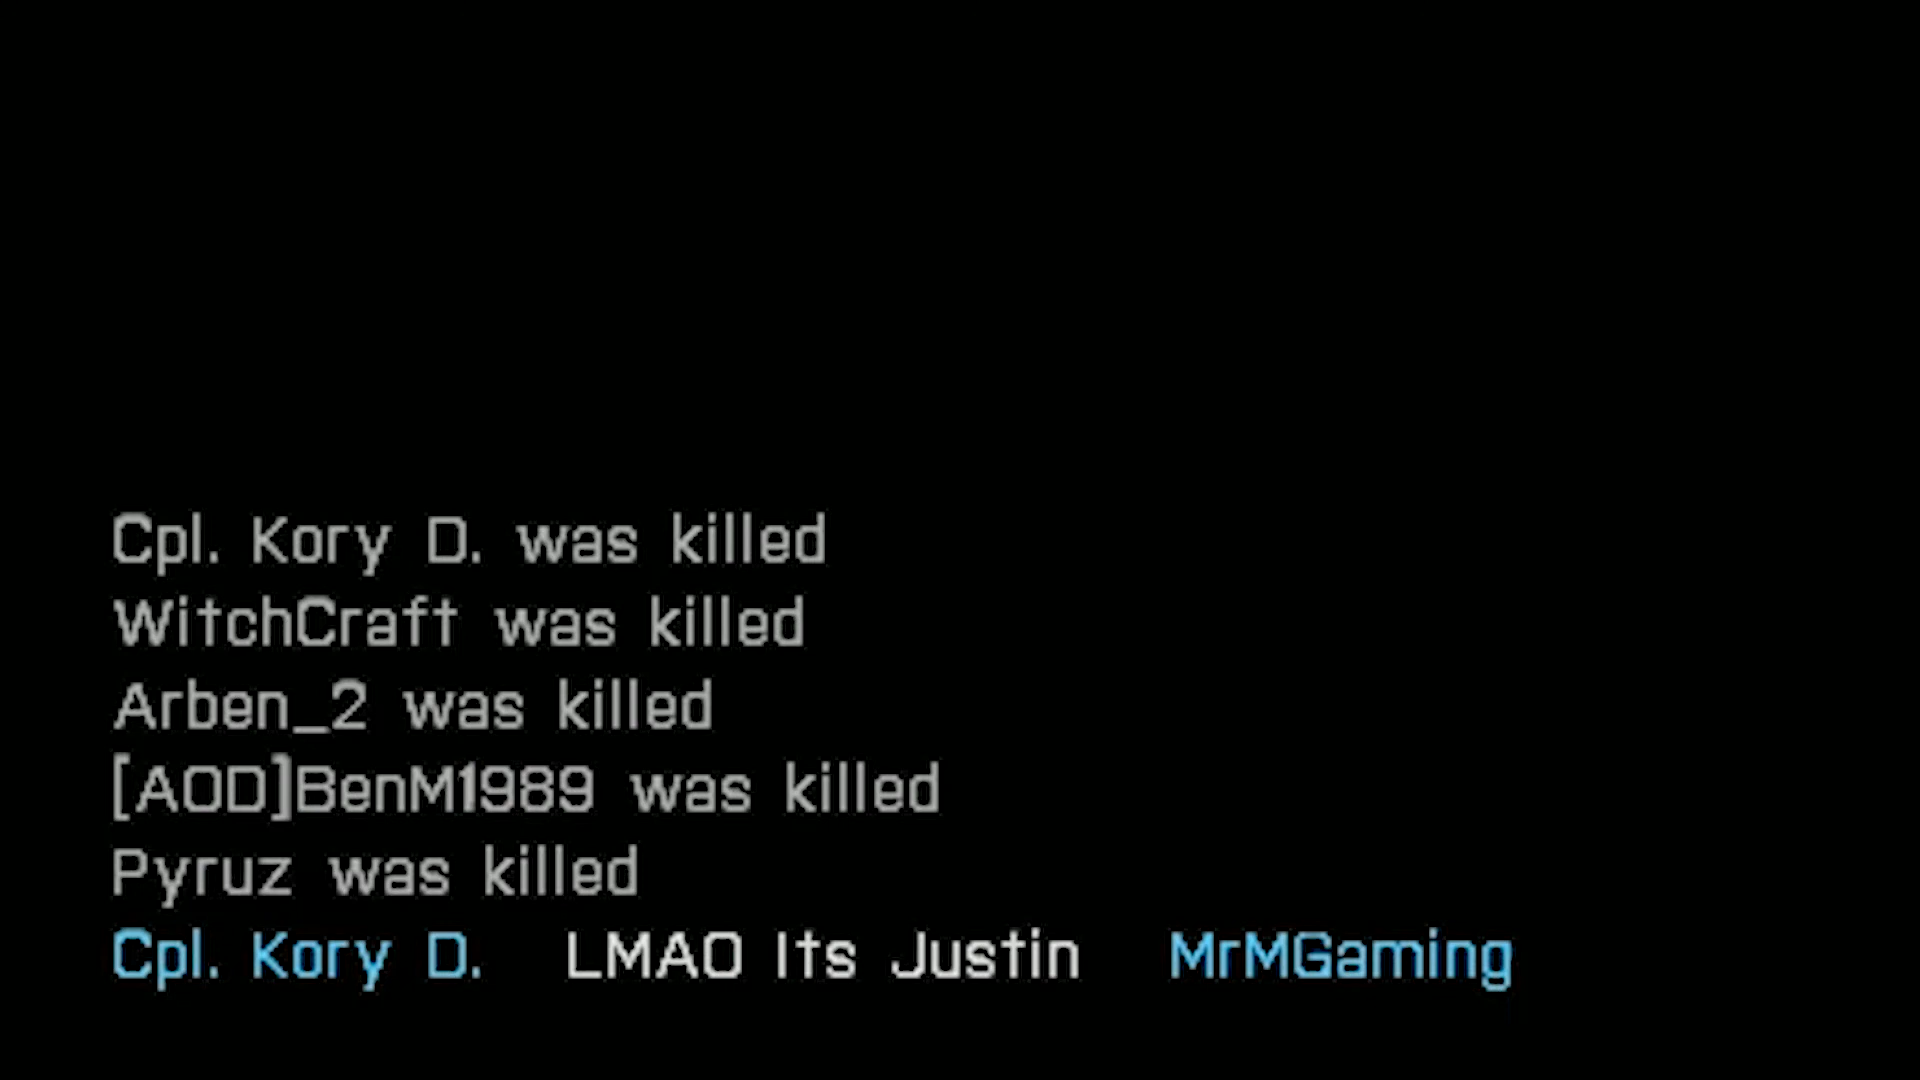 Cpl. Kory D. was killed
WitchCraft was killed
Arben_2 was killed
[AOD]BenM1989 was killed
Pyruz was killed
Cpl. Kory D. LMAO Its Justin MrMGaming